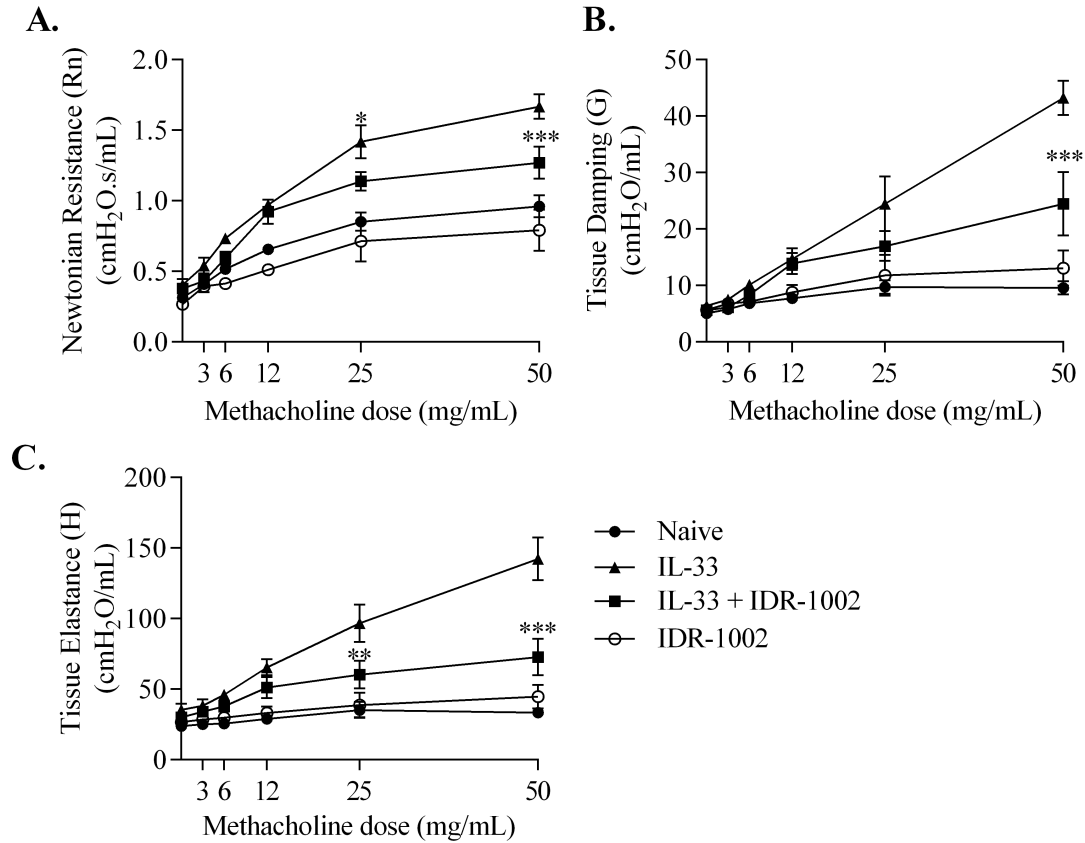 A.
Newtonian Resistance (Rn)
(cmH₂O.s/mL)
2.0
1.5
1.0
0.5
0.0
*
***
3 6 12 25 50
Methacholine dose (mg/mL)
B.
Tissue Damping (G)
(cmH₂O/mL)
50
40
30
20
10
0
***
3 6 12 25 50
Methacholine dose (mg/mL)
C.
Tissue Elastance (H)
(cmH₂O/mL)
200
150
100
50
0
**
***
3 6 12 25 50
Methacholine dose (mg/mL)
Naive
IL-33
IL-33 + IDR-1002
IDR-1002